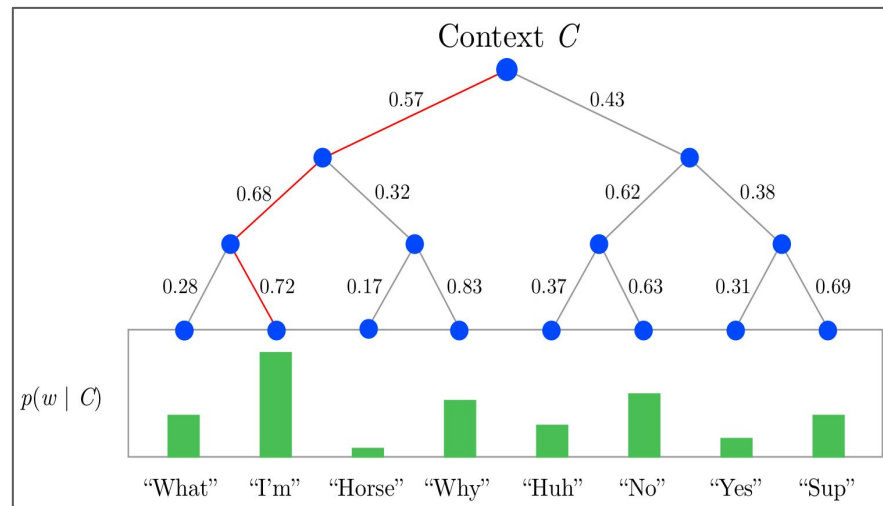 Context C
0.57 0.43
0.68 0.32 0.62 0.38
0.28 0.72 0.17 0.83 0.37 0.63 0.31 0.69
p(w | C)
“What” “I'm” “Horse” “Why” “Huh” “No” “Yes” “Sup”